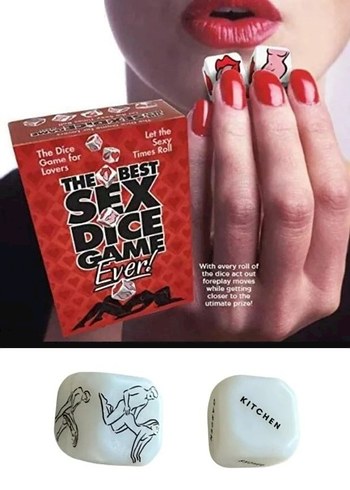 The Dice
Game for
Lovers
Let the
Sexy
Times Roll
THE BEST
SEX
DICE
GAME
Ever!
With every roll of
the dice act out
foreplay moves
while getting
closer to the
utimate prize!
KITCHEN